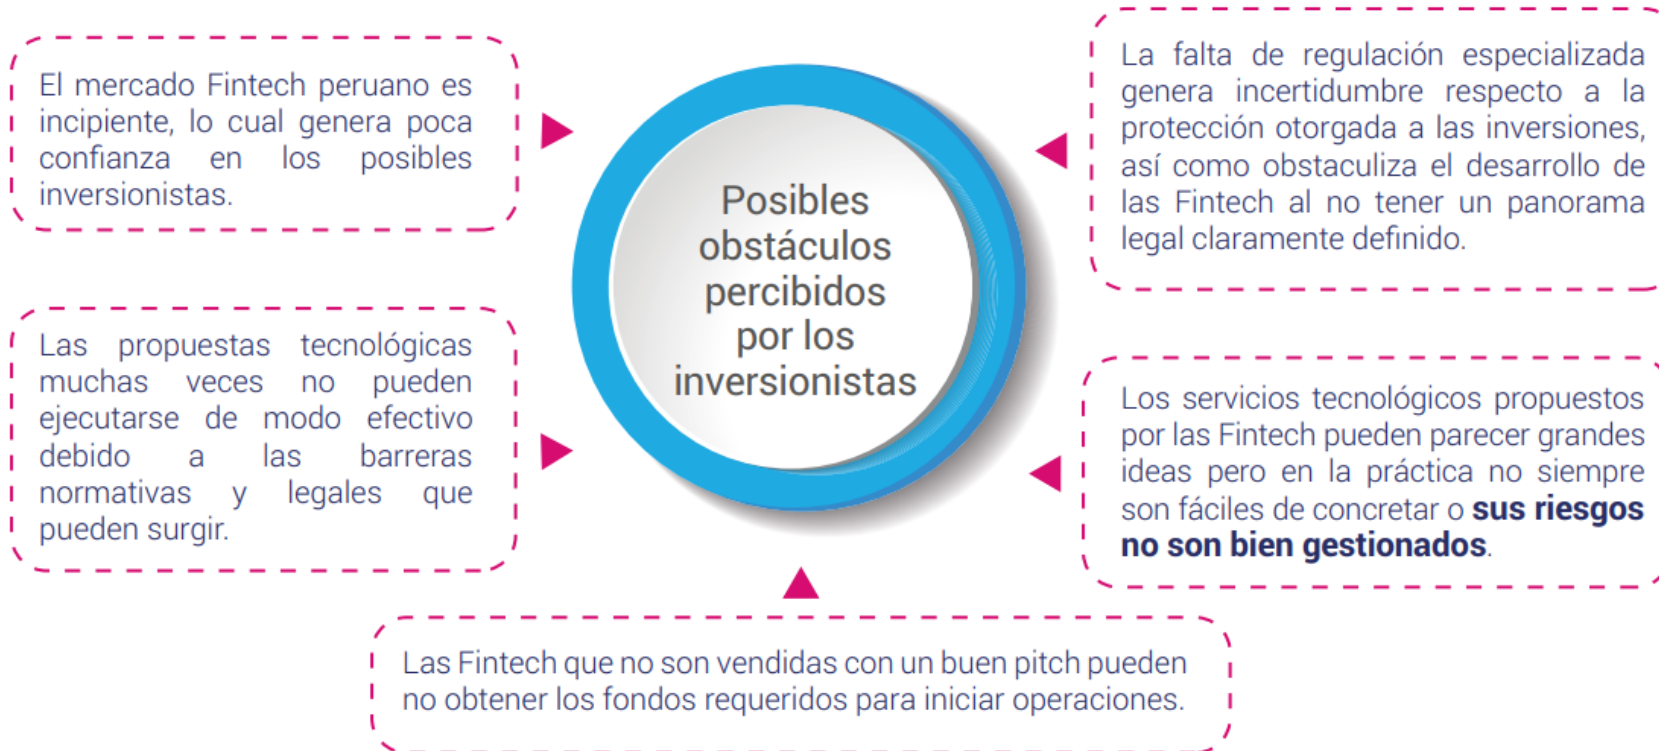 El mercado Fintech peruano es
incipiente, lo cual genera poca
confianza en los posibles
inversionistas.
Las propuestas tecnológicas
muchas veces no pueden
ejecutarse de modo efectivo
debido a las barreras
normativas y legales que
pueden surgir.
Posibles
obstáculos
percibidos
por los
inversionistas
La falta de regulación especializada
genera incertidumbre respecto a la
protección otorgada a las inversiones,
así como obstaculiza el desarrollo de
las Fintech al no tener un panorama
legal claramente definido.
Los servicios tecnológicos propuestos
por las Fintech pueden parecer grandes
ideas pero en la práctica no siempre
son fáciles de concretar o sus riesgos
no son bien gestionados.
Las Fintech que no son vendidas con un buen pitch pueden
no obtener los fondos requeridos para iniciar operaciones.